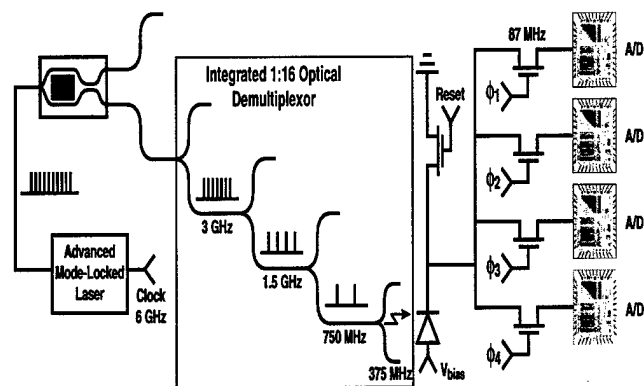 Integrated 1:16 Optical
Demultiplexor
Advanced
Mode-Locked
Laser
Clock
6 GHz
3 GHz
1.5 GHz
750 MHz
375 MHz
Reset
Vbias
87 MHz
ϕ1
ϕ2
ϕ3
ϕ4
A/D
A/D
A/D
A/D